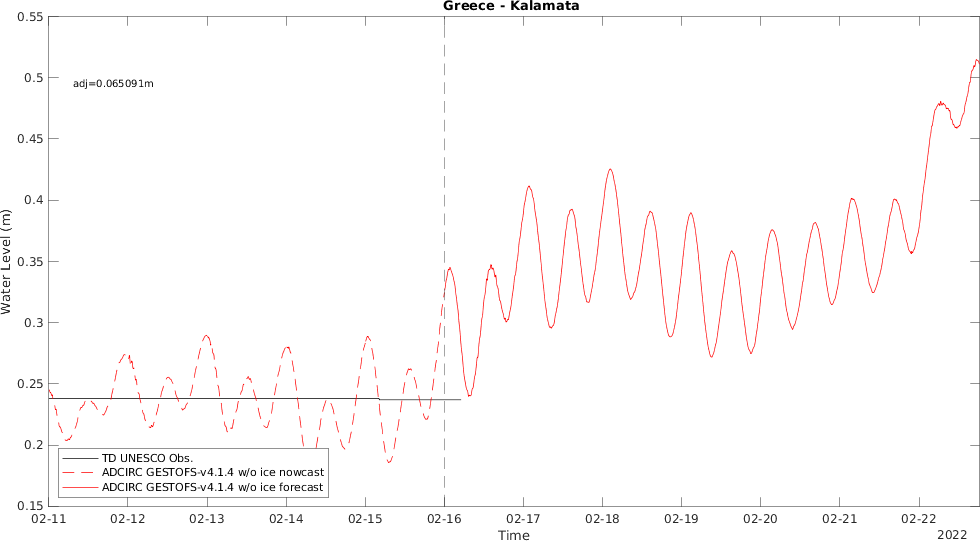 Greece - Kalamata
0.55
0.5
0.45
0.4
0.35
0.3
0.25
0.2
0.15
Water Level (m)
adj=0.065091m
TD UNESCO Obs.
ADCIRC GESTOFS-v4.1.4 w/o ice nowcast
ADCIRC GESTOFS-v4.1.4 w/o ice forecast
02-11 02-12 02-13 02-14 02-15 02-16 02-17 02-18 02-19 02-20 02-21 02-22
Time
2022